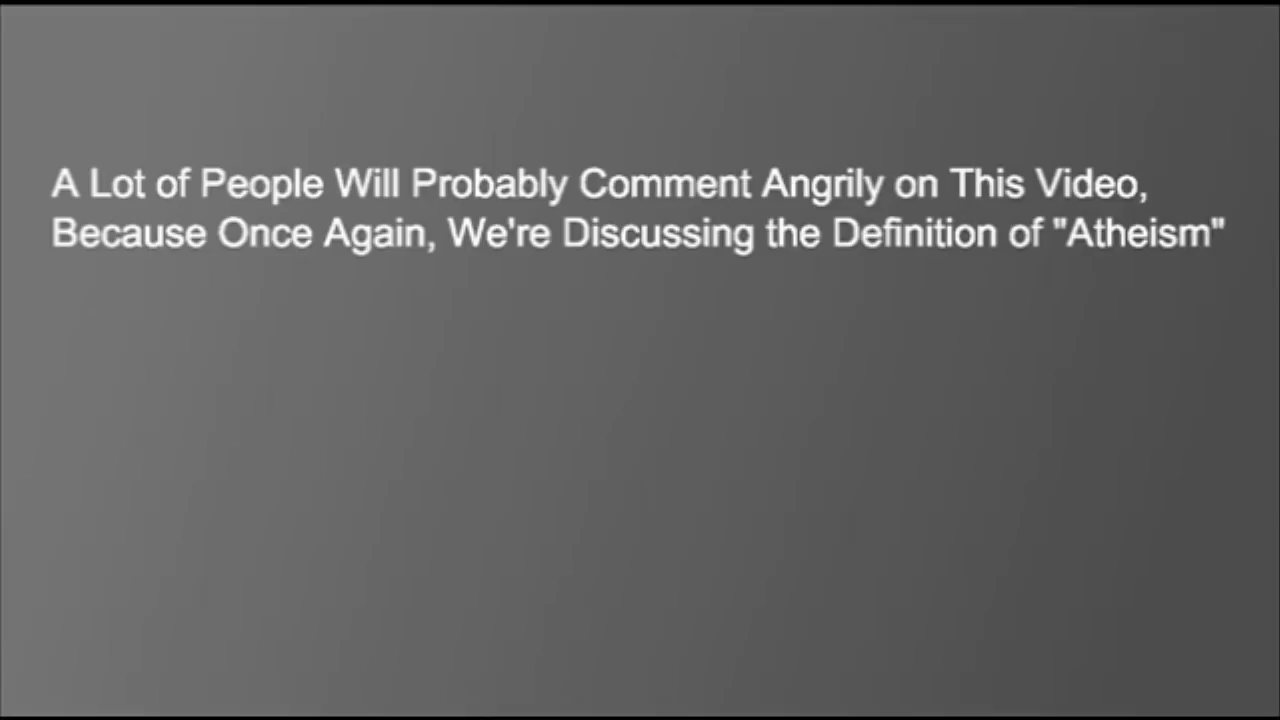 A Lot of People Will Probably Comment Angrily on This Video,
Because Once Again, We're Discussing the Definition of "Atheism"